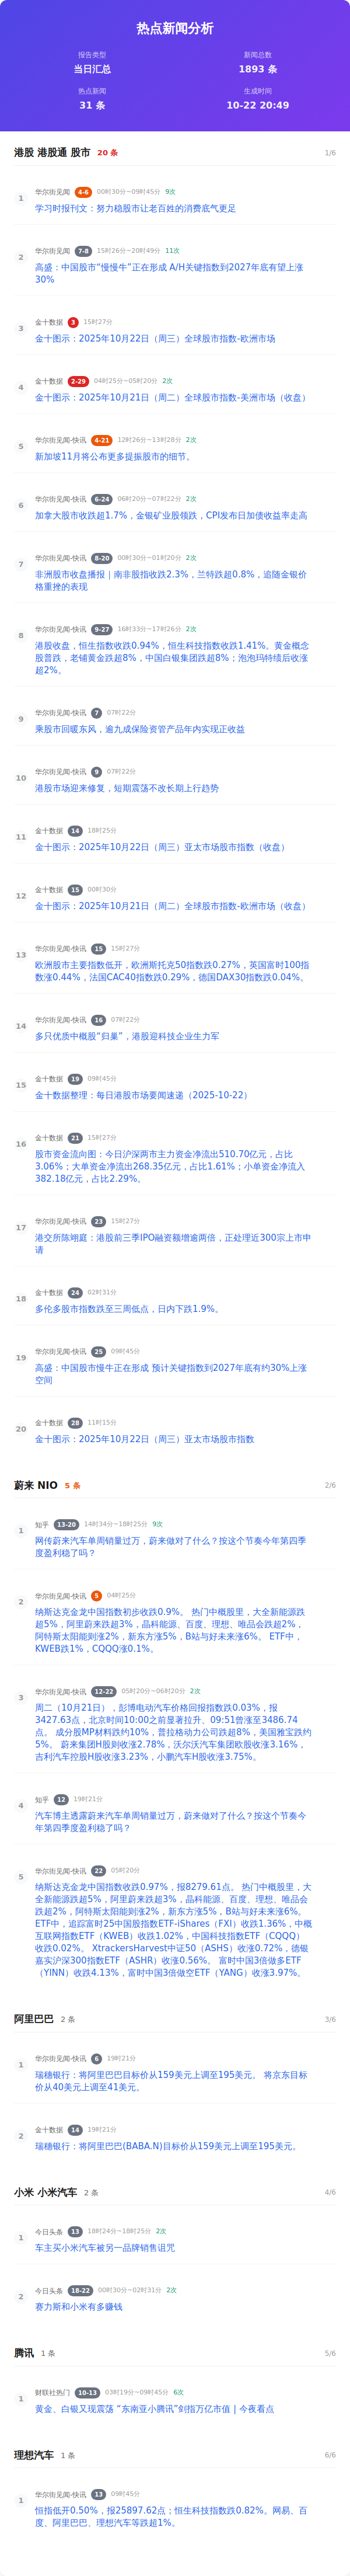 热点新闻分析
报告类型
新闻总数
当日汇总
1893 条
热点新闻
生成时间
31 条
10-22 20:49
港股 港股通 股市 20 条 1/6
1
华尔街见闻 4-6 00时30分~09时45分 9次
学习时报刊文：努力稳股市让老百姓的消费底气更足
2
华尔街见闻 7-8 15时26分~20时49分 11次
高盛：中国股市“慢慢牛”正在形成 A/H关键指数到2027年底有望上涨
30%
3
金十数据 3 15时27分
金十图示：2025年10月22日（周三）全球股市指数-欧洲市场
4
金十数据 2-29 04时25分~05时20分 2次
金十图示：2025年10月21日（周二）全球股市指数-美洲市场（收盘）
5
华尔街见闻-快讯 4-21 12时26分~13时28分 2次
新加坡11月将公布更多提振股市的细节。
6
华尔街见闻-快讯 6-24 06时20分~07时22分 2次
加拿大股市收跌超1.7%，金银矿业股领跌，CPI发布日加债收益率走高
7
华尔街见闻-快讯 8-20 00时30分~01时20分 2次
非洲股市收盘播报｜南非股指收跌2.3%，兰特跌超0.8%，追随金银价
格重挫的表现
8
华尔街见闻-快讯 9-27 16时33分~17时26分 2次
港股收盘，恒生指数收跌0.94%，恒生科技指数收跌1.41%。黄金概念
股普跌，老铺黄金跌超8%，中国白银集团跌超8%；泡泡玛特绩后收涨
超2%。
9
华尔街见闻-快讯 7 07时22分
乘股市回暖东风，逾九成保险资管产品年内实现正收益
10
华尔街见闻-快讯 9 07时22分
港股市场迎来修复，短期震荡不改长期上行趋势
11
金十数据 14 18时25分
金十图示：2025年10月22日（周三）亚太市场股市指数（收盘）
12
金十数据 15 00时30分
金十图示：2025年10月21日（周二）全球股市指数-欧洲市场（收盘）
13
华尔街见闻-快讯 15 15时27分
欧洲股市主要指数低开，欧洲斯托克50指数跌0.27%，英国富时100指
数涨0.44%，法国CAC40指数跌0.29%，德国DAX30指数跌0.04%。
14
华尔街见闻-快讯 16 07时22分
多只优质中概股“归巢”，港股迎科技企业生力军
15
金十数据 19 09时45分
金十数据整理：每日港股市场要闻速递（2025-10-22）
16
金十数据 21 15时27分
股市资金流向图：今日沪深两市主力资金净流出510.70亿元，占比
3.06%；大单资金净流出268.35亿元，占比1.61%；小单资金净流入
382.18亿元，占比2.29%。
17
华尔街见闻-快讯 23 15时27分
港交所陈翊庭：港股前三季IPO融资额增逾两倍，正处理近300宗上市申
请
18
金十数据 24 02时31分
多伦多股市指数跌至三周低点，日内下跌1.9%。
19
华尔街见闻-快讯 25 09时45分
高盛：中国股市慢牛正在形成 预计关键指数到2027年底有约30%上涨
空间
20
金十数据 28 11时15分
金十图示：2025年10月22日（周三）亚太市场股市指数
蔚来 NIO 5 条 2/6
1
知乎 13-20 14时34分~18时25分 9次
网传蔚来汽车单周销量过万，蔚来做对了什么？按这个节奏今年第四季
度盈利稳了吗？
2
华尔街见闻-快讯 5 04时25分
纳斯达克金龙中国指数初步收跌0.9%。 热门中概股里，大全新能源跌
超5%，阿里蔚来跌超3%，晶科能源、百度、理想、唯品会跌超2%，
阿特斯太阳能则涨2%，新东方涨5%，B站与好未来涨6%。 ETF中，
KWEB跌1%，CQQQ涨0.1%。
3
华尔街见闻-快讯 12-22 05时20分~06时20分 2次
周二（10月21日），彭博电动汽车价格回报指数跌0.03%，报
3427.63点，北京时间10:00之前显著拉升、09:51曾涨至3486.74
点。 成分股MP材料跌约10%，普拉格动力公司跌超8%，美国雅宝跌约
5%。 蔚来集团H股则收涨2.78%，沃尔沃汽车集团欧股收涨3.16%，
吉利汽车控股H股收涨3.23%，小鹏汽车H股收涨3.75%。
4
知乎 12 19时21分
汽车博主透露蔚来汽车单周销量过万，蔚来做对了什么？按这个节奏今
年第四季度盈利稳了吗？
5
华尔街见闻-快讯 22 05时20分
纳斯达克金龙中国指数收跌0.97%，报8279.61点。 热门中概股里，大
全新能源跌超5%，阿里蔚来跌超3%，晶科能源、百度、理想、唯品会
跌超2%，阿特斯太阳能则涨2%，新东方涨5%，B站与好未来涨6%。
ETF中，追踪富时25中国股指数ETF-iShares（FXI）收跌1.36%，中概
互联网指数ETF（KWEB）收跌1.02%，中国科技指数ETF（CQQQ）
收跌0.02%。 XtrackersHarvest中证50（ASHS）收涨0.72%，德银
嘉实沪深300指数ETF（ASHR）收涨0.56%。 富时中国3倍做多ETF
（YINN）收跌4.13%，富时中国3倍做空ETF（YANG）收涨3.97%。
阿里巴巴 2 条 3/6
1
华尔街见闻-快讯 6 19时21分
瑞穗银行：将阿里巴巴目标价从159美元上调至195美元。 将京东目标
价从40美元上调至41美元。
2
金十数据 14 19时21分
瑞穗银行：将阿里巴巴(BABA.N)目标价从159美元上调至195美元。
小米 小米汽车 2 条 4/6
1
今日头条 13 18时24分~18时25分 2次
车主买小米汽车被另一品牌销售诅咒
2
今日头条 18-22 00时30分~02时31分 2次
赛力斯和小米有多赚钱
腾讯 1 条 5/6
1
财联社热门 10-13 03时19分~09时45分 6次
黄金、白银又现震荡 “东南亚小腾讯”剑指万亿市值 | 今夜看点
理想汽车 1 条 6/6
1
华尔街见闻-快讯 13 09时45分
恒指低开0.50%，报25897.62点；恒生科技指数跌0.82%。网易、百
度、阿里巴巴、理想汽车等跌超1%。